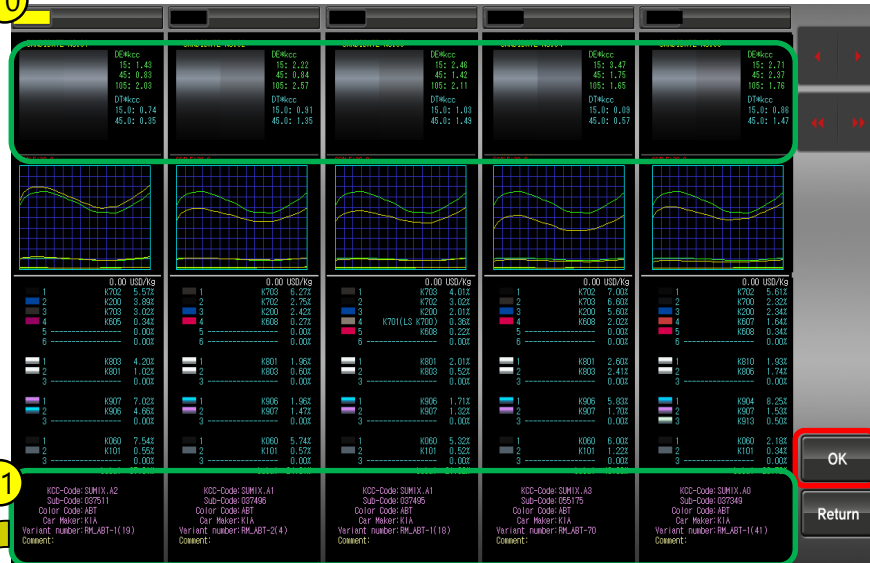 0
DE*kcc
15: 1.43
45: 0.83
105: 2.03
DT*kcc
15.0: 0.74
45.0: 0.35
DE*kcc
15: 2.22
45: 0.84
105: 2.57
DT*kcc
15.0: 0.91
45.0: 1.35
DE*kcc
15: 2.46
45: 1.42
105: 2.11
DT*kcc
15.0: 1.03
45.0: 1.49
DE*kcc
15: 3.47
45: 1.75
105: 1.65
DT*kcc
15.0: 0.09
45.0: 0.57
DE*kcc
15: 2.71
45: 2.37
105: 1.76
DT*kcc
15.0: 0.86
45.0: 1.47
0.00 USD/Kg
1 K702 5.57%
2 K200 3.89%
3 K703 3.02%
4 K605 0.34%
5 0.00%
6 0.00%
1 K803 4.20%
2 K801 1.02%
3 0.00%
1 K907 7.02%
2 K906 4.66%
3 0.00%
1 K060 7.54%
2 K101 0.55%
3 0.00%
0.00 USD/Kg
1 K703 6.27%
2 K702 2.75%
3 K200 2.42%
4 K608 0.27%
5 0.00%
6 0.00%
1 K801 1.96%
2 K803 0.60%
3 0.00%
1 K906 1.96%
2 K907 1.47%
3 0.00%
1 K060 5.74%
2 K101 0.57%
3 0.00%
0.00 USD/Kg
1 K703 4.01%
2 K702 3.02%
3 K200 2.01%
4 K701(LS K700) 0.36%
5 K608 0.22%
6 0.00%
1 K801 2.01%
2 K803 0.52%
3 0.00%
1 K906 1.71%
2 K907 1.32%
3 0.00%
1 K060 5.32%
2 K101 0.52%
3 0.00%
0.00 USD/Kg
1 K702 7.00%
2 K703 6.60%
3 K200 5.60%
4 K608 2.02%
5 0.00%
6 0.00%
1 K801 2.60%
2 K803 2.41%
3 0.00%
1 K906 5.83%
2 K907 1.70%
3 0.00%
1 K060 6.00%
2 K101 1.22%
3 0.00%
0.00 USD/Kg
1 K702 5.61%
2 K700 2.32%
3 K200 2.34%
4 K607 1.64%
5 K608 0.34%
6 0.00%
1 K810 1.93%
2 K806 1.74%
3 0.00%
1 K904 8.25%
2 K907 1.53%
3 K913 0.50%
1 K060 2.18%
2 K101 0.34%
3 0.00%
1
KCC-Code:SUMIX.A2
Sub-Code:037511
Color Code:ABT
Car Maker:KIA
Variant number:RM_ABT-1(19)
Comment:
KCC-Code:SUMIX.A1
Sub-Code:037496
Color Code:ABT
Car Maker:KIA
Variant number:RM_ABT-2(4)
Comment:
KCC-Code:SUMIX.A1
Sub-Code:037495
Color Code:ABT
Car Maker:KIA
Variant number:RM_ABT-1(18)
Comment:
KCC-Code:SUMIX.A3
Sub-Code:055175
Color Code:ABT
Car Maker:KIA
Variant number:RM_ABT-70
Comment:
KCC-Code:SUMIX.A0
Sub-Code:037349
Color Code:ABT
Car Maker:KIA
Variant number:RM_ABT-1(41)
Comment:
OK
Return